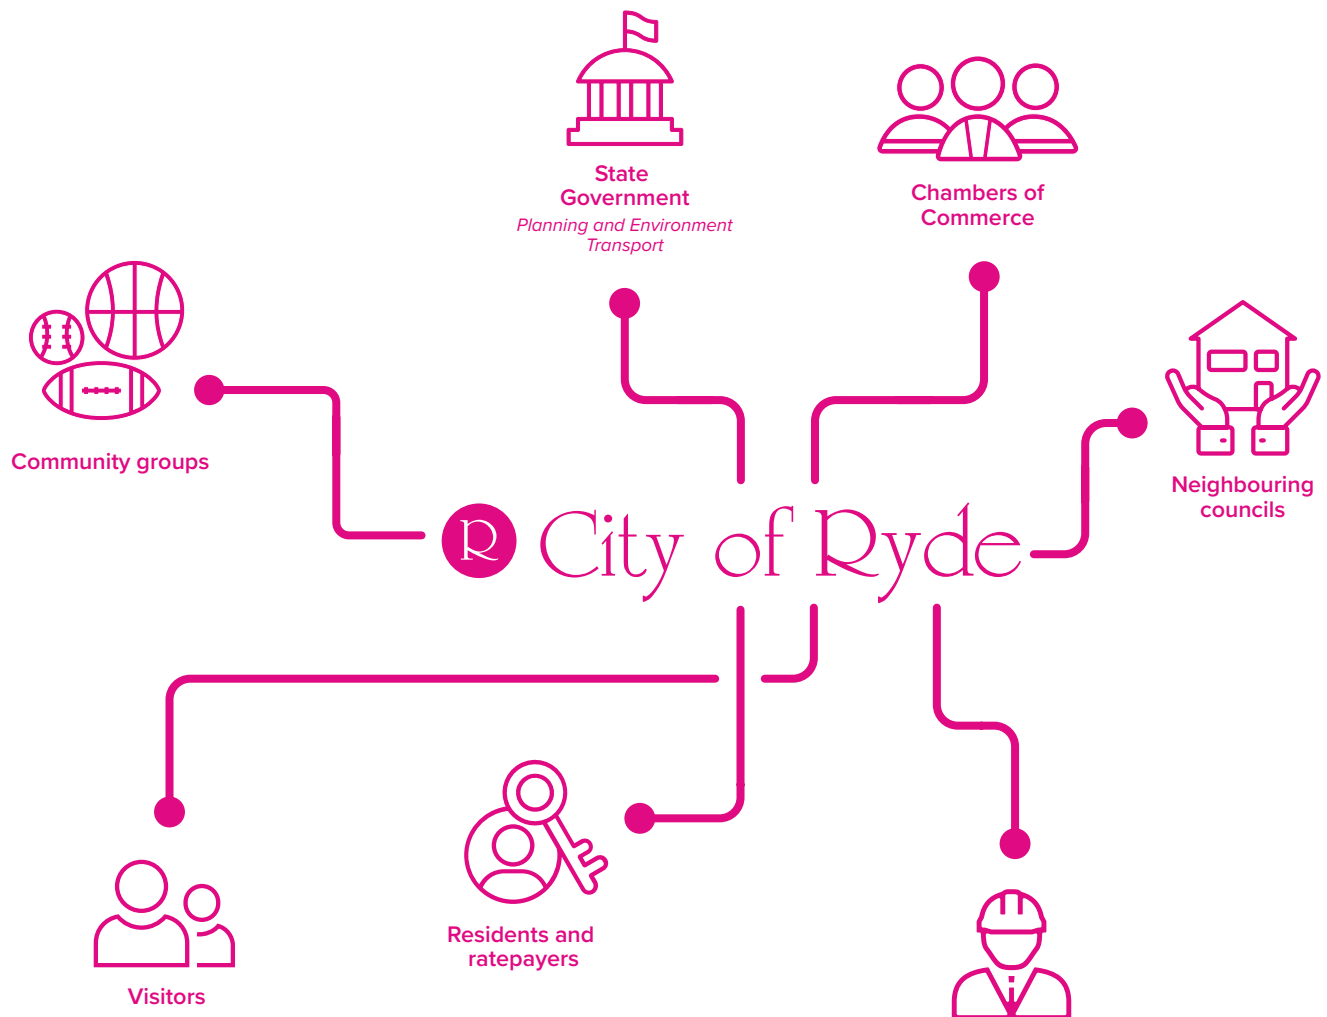 State
Government
Planning and Environment
Transport
Chambers of
Commerce
Community groups
Neighbouring
councils
R City of Ryde
Residents and
ratepayers
Visitors